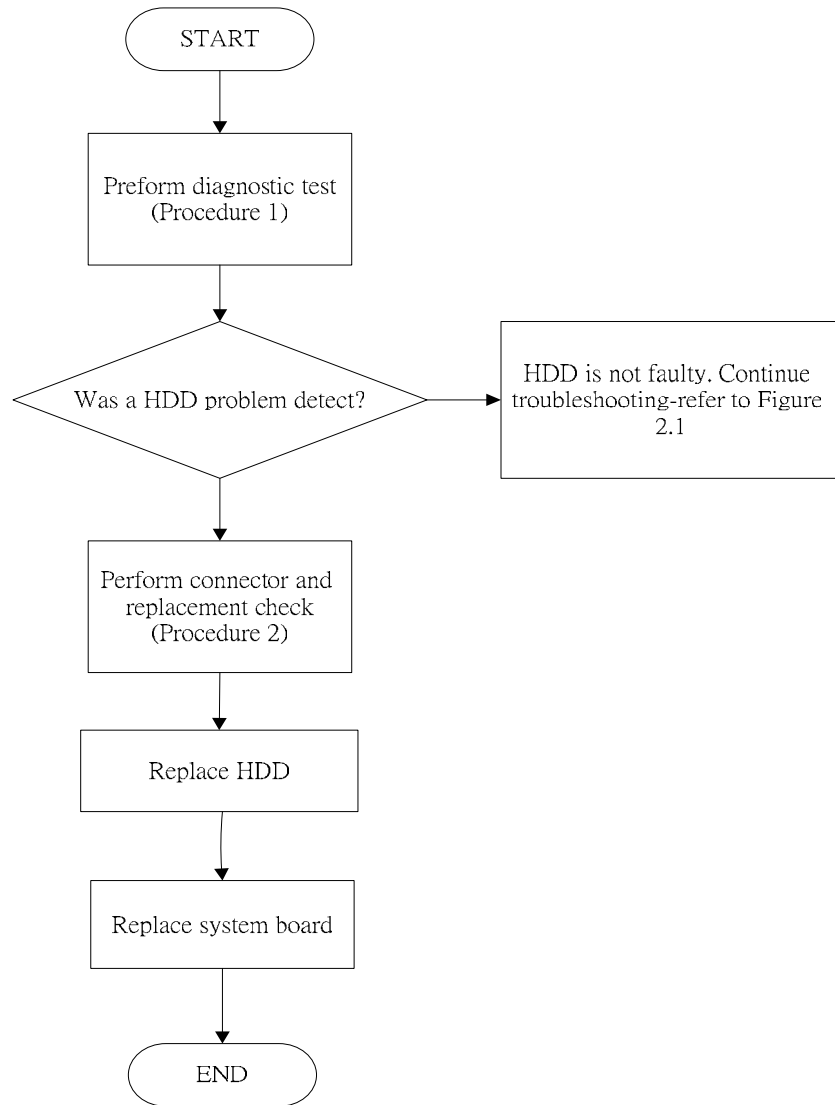 START
Preform diagnostic test
(Procedure 1)
Was a HDD problem detect?
HDD is not faulty. Continue
troubleshooting-refer to Figure
2.1
Perform connector and
replacement check
(Procedure 2)
Replace HDD
Replace system board
END